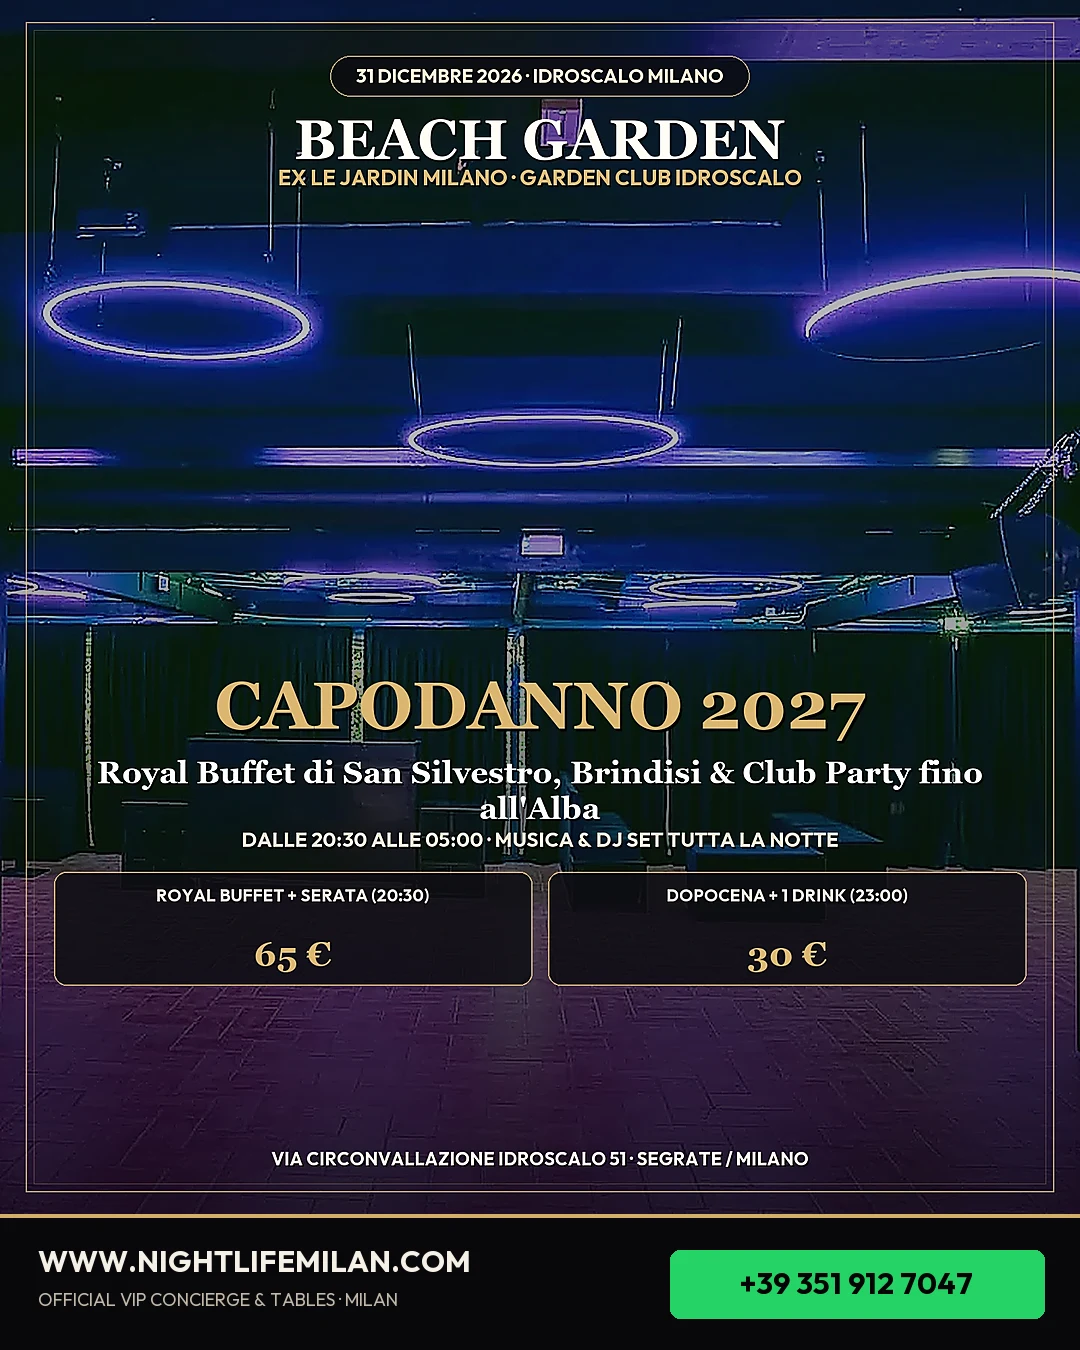 31 DICEMBRE 2026 · IDROSCALO MILANO
BEACH GARDEN
EX LE JARDIN MILANO · GARDEN CLUB IDROSCALO
CAPODANNO 2027
Royal Buffet di San Silvestro, Brindisi & Club Party fino
all'Alba
DALLE 20:30 ALLE 05:00 · MUSICA & DJ SET TUTTA LA NOTTE
ROYAL BUFFET + SERATA (20:30)
65 €
DOPOCENA + 1 DRINK (23:00)
30 €
VIA CIRCONVALLAZIONE IDROSCALO 51 · SEGRATE / MILANO
WWW.NIGHTLIFEMILAN.COM
OFFICIAL VIP CONCIERGE & TABLES · MILAN
+39 351 912 7047